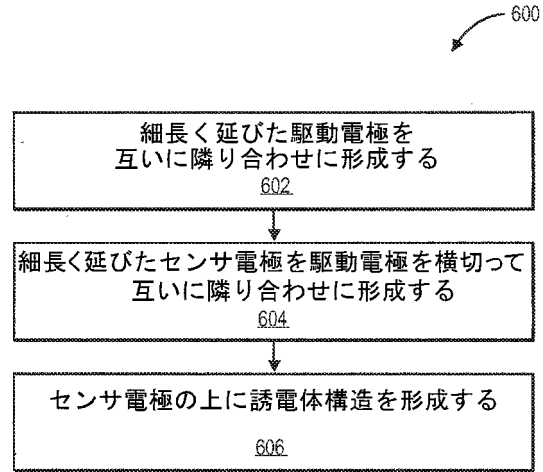 600
細長く延びた駆動電極を
互いに隣り合わせに形成する
602
細長く延びたセンサ電極を駆動電極を横切って
互いに隣り合わせに形成する
604
センサ電極の上に誘電体構造を形成する
606